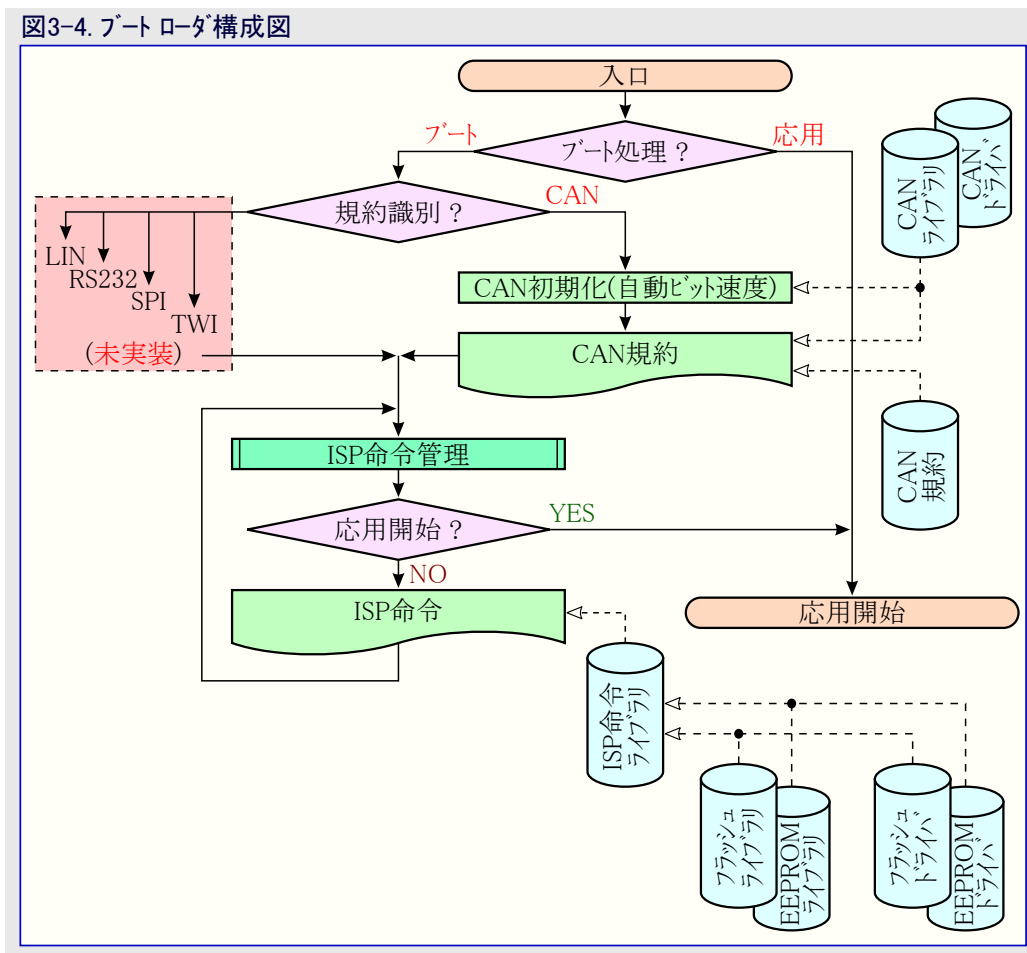 図3-4. ブート ローダ構成図
入口
ブート処理 ?
ブート
応用
規約識別 ?
CAN
LIN
RS232
SPI
TWI
(未実装)
CAN初期化(自動ビット速度)
CAN規約
CAN
ライブラリ
CAN
ドライバ
CAN
規約
ISP命令管理
応用開始 ?
YES
NO
ISP命令
応用開始
ISP命令
ライブラリ
フラッシュ
ライブラリ
EEPROM
ライブラリ
フラッシュ
ドライバ
EEPROM
ドライバ